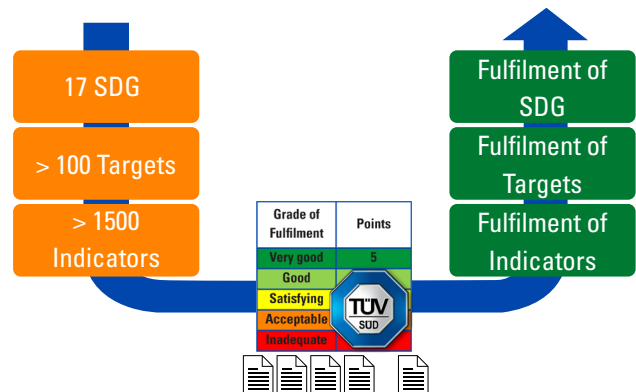 17 SDG
> 100 Targets
> 1500
Indicators
Grade of
Fulfilment
Points
Very good
5
Good
Satisfying
Acceptable
Inadequate
TÜV
SÜD
Fulfilment of
SDG
Fulfilment of
Targets
Fulfilment of
Indicators